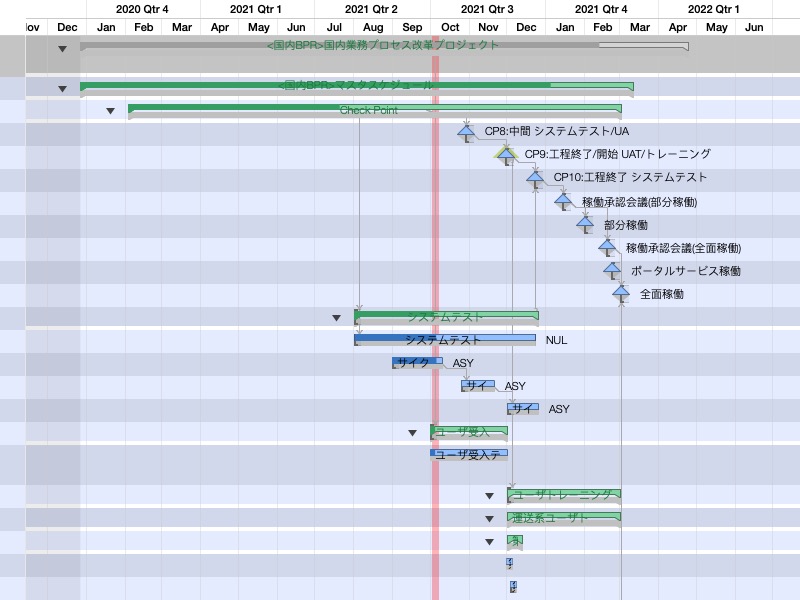 2020 Qtr 4 2021 Qtr 1 2021 Qtr 2 2021 Qtr 3 2021 Qtr 4 2022 Qtr 1
Nov Dec Jan Feb Mar Apr May Jun Jul Aug Sep Oct Nov Dec Jan Feb Mar Apr May Jun
<国内BPR>国内業務プロセス改革プロジェクト
<国内BPR>マスタスケジュール
Check Point
CP8:中間 システムテスト/UA
CP9:工程終了/開始 UAT/トレーニング
CP10:工程終了 システムテスト
稼働承認会議(部分稼働)
部分稼働
稼働承認会議(全面稼働)
ポータルサービス稼働
全面稼働
システムテスト
システムテスト NUL
サイク ASY
サイ ASY
サイ ASY
ユーザ受入
ユーザ受入テ
ユーザトレーニング
運送系ユーザト